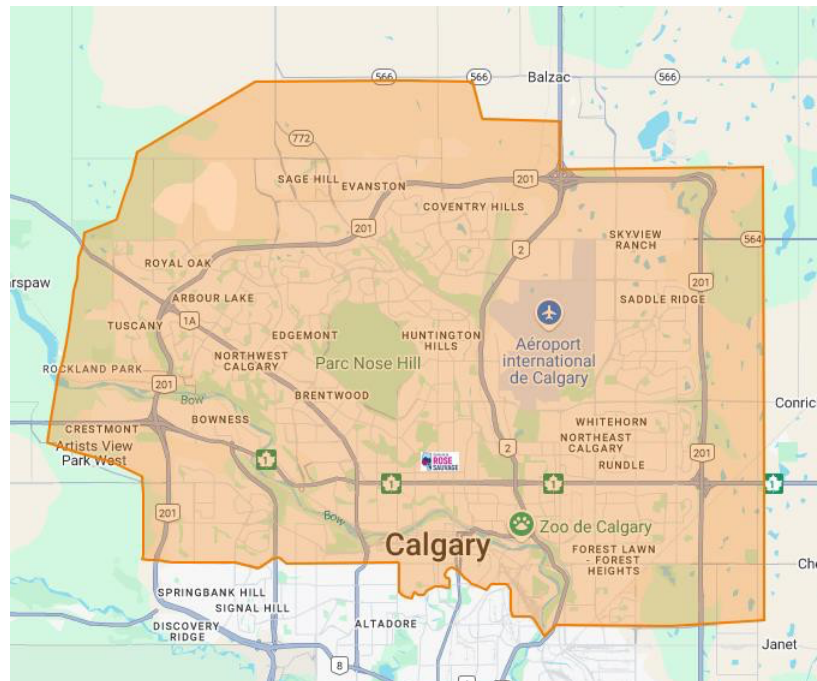 566
566
Balzac
566
772
SAGE HILL
EVANSTON
201
COVENTRY HILLS
201
2
SKYVIEW
RANCH
564
ROYAL OAK
201
ARBOUR LAKE
SADDLE RIDGE
1A
TUSCANY
EDGEMONT
HUNTINGTON
HILLS
Aéroport
international
de Calgary
NORTHWEST
CALGARY
Parc Nose Hill
ROCKLAND PARK
201
BRENTWOOD
Bow
BOWNESS
Conric
CRESTMONT
Artists View
Park West
WHITEHORN
NORTHEAST
CALGARY
RUNDLE
2
201
1
ROSE
SAUVAGE
1
1
1
201
Bow
Zoo de Calgary
Calgary
FOREST LAWN
- FOREST
HEIGHTS
Che
SPRINGBANK HILL
SIGNAL HILL
DISCOVERY
RIDGE
ALTADORE
8
Janet